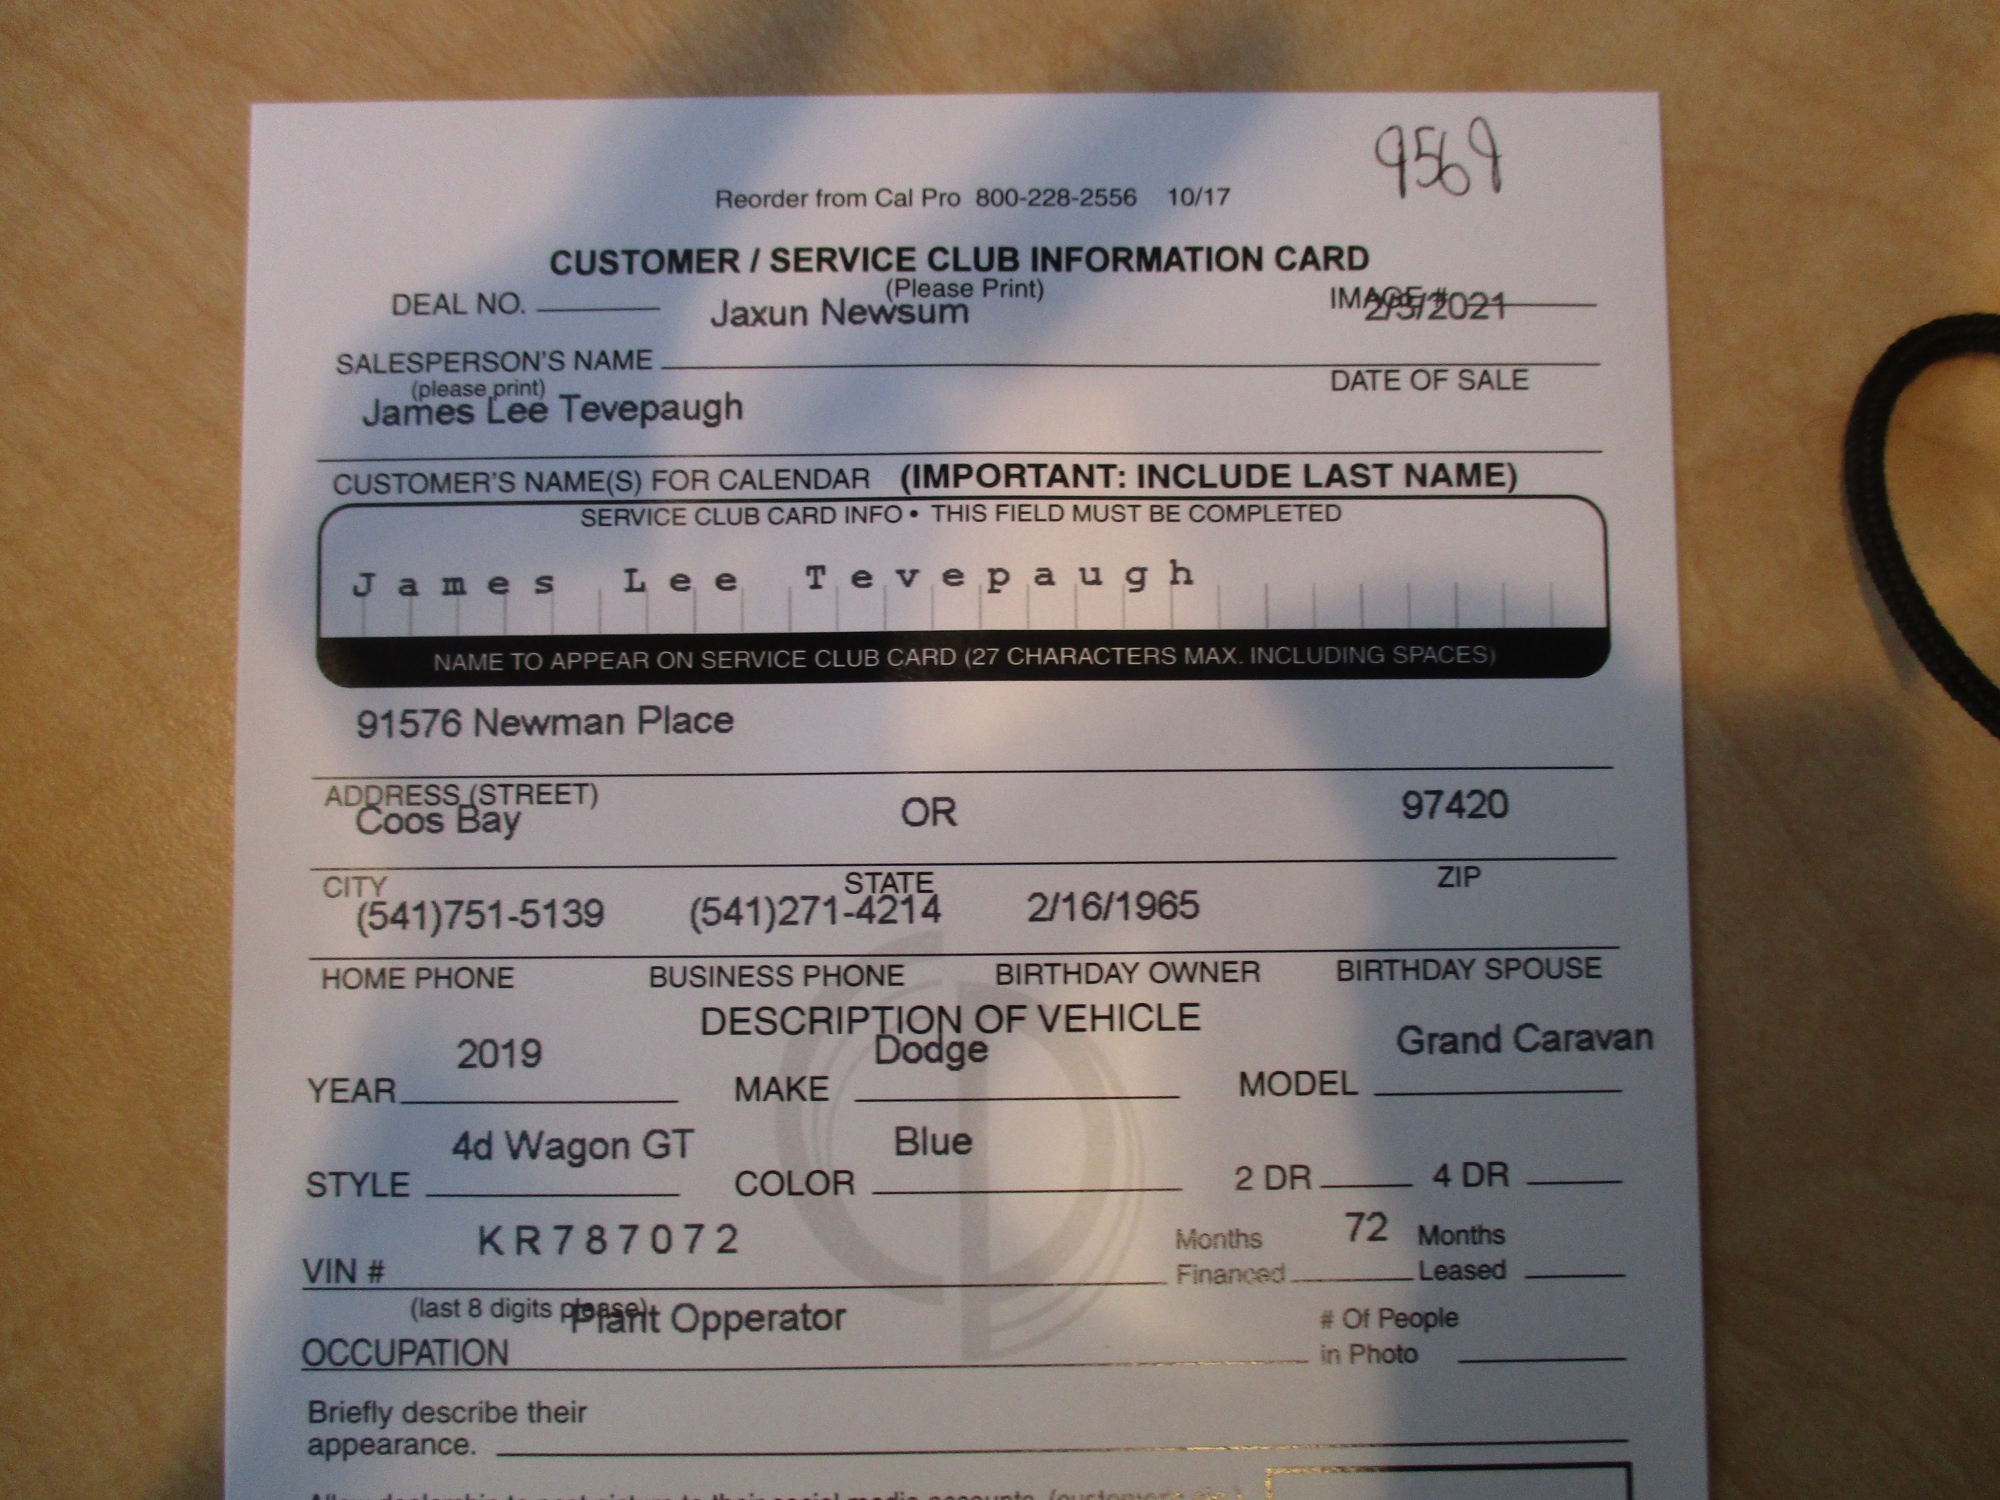 9569
Reorder from Cal Pro 800-228-2556 10/17
CUSTOMER / SERVICE CLUB INFORMATION CARD
(Please Print)
DEAL NO. Jaxun Newsum IMAGE # 2/5/2021
SALESPERSON'S NAME DATE OF SALE
(please print)
James Lee Tevepaugh
CUSTOMER'S NAME(S) FOR CALENDAR (IMPORTANT: INCLUDE LAST NAME)
SERVICE CLUB CARD INFO • THIS FIELD MUST BE COMPLETED
James Lee Tevepaugh
NAME TO APPEAR ON SERVICE CLUB CARD (27 CHARACTERS MAX. INCLUDING SPACES)
91576 Newman Place
ADDRESS (STREET)
Coos Bay OR 97420
CITY STATE ZIP
(541)751-5139 (541)271-4214 2/16/1965
HOME PHONE BUSINESS PHONE BIRTHDAY OWNER BIRTHDAY SPOUSE
DESCRIPTION OF VEHICLE
2019 Dodge Grand Caravan
YEAR MAKE MODEL
4d Wagon GT Blue
STYLE COLOR 2 DR 4 DR
KR787072 Months 72 Months
VIN # Financed Leased
(last 8 digits please) Plant Opperator # Of People
OCCUPATION in Photo
Briefly describe their
appearance.